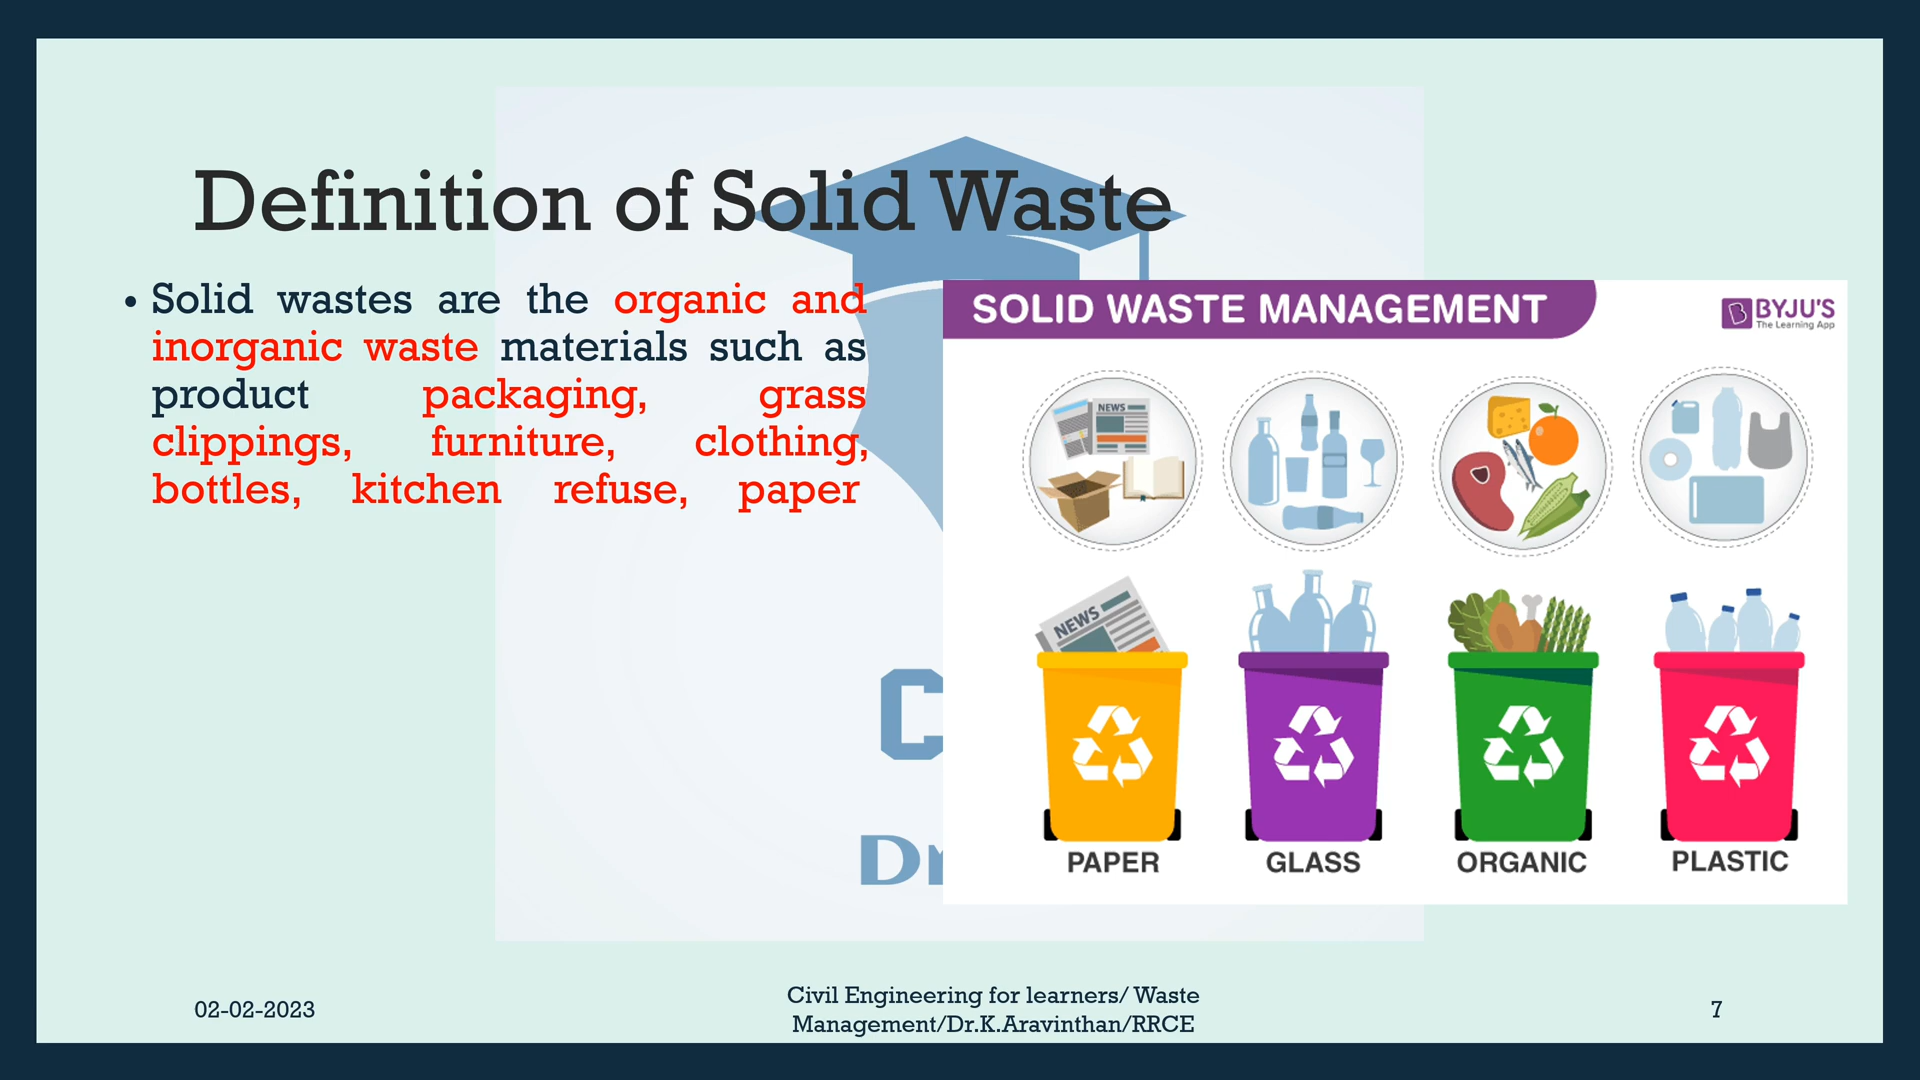 Definition of Solid Waste
• Solid wastes are the organic and
inorganic waste materials such as
product packaging, grass
clippings, furniture, clothing,
bottles, kitchen refuse, paper
C
Dr
SOLID WASTE MANAGEMENT
BYJU'S
The Learning App
NEWS
NEWS
PAPER
GLASS
ORGANIC
PLASTIC
02-02-2023
Civil Engineering for learners/ Waste
Management/Dr.K.Aravinthan/RRCE
7